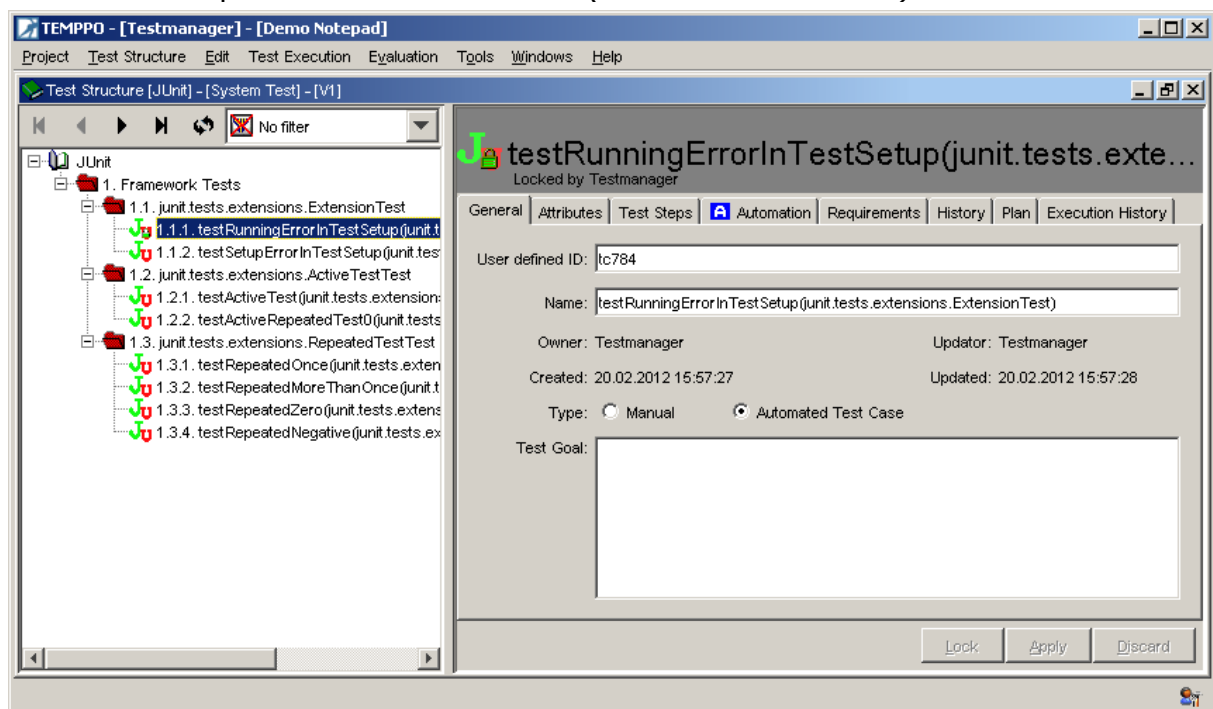 TEMPPO - [Testmanager] - [Demo Notepad]
Project Test Structure Edit Test Execution Evaluation Tools Windows Help
Test Structure [JUnit] - [System Test] - [V1]
No filter
JUnit
1. Framework Tests
1.1. junit.tests.extensions.ExtensionTest
1.1.1. testRunningErrorInTestSetup(junit.t
1.1.2. testSetupErrorInTestSetup(junit.tes
1.2. junit.tests.extensions.ActiveTestTest
1.2.1. testActiveTest(junit.tests.extension
1.2.2. testActiveRepeatedTest0(junit.tests
1.3. junit.tests.extensions.RepeatedTestTest
1.3.1. testRepeatedOnce(junit.tests.exten
1.3.2. testRepeatedMoreThanOnce(junit.t
1.3.3. testRepeatedZero(junit.tests.extens
1.3.4. testRepeatedNegative(junit.tests.ex
testRunningErrorInTestSetup(junit.tests.exte...
Locked by Testmanager
General Attributes Test Steps A Automation Requirements History Plan Execution History
User defined ID: tc784
Name: testRunningErrorInTestSetup(junit.tests.extensions.ExtensionTest)
Owner: Testmanager Updator: Testmanager
Created: 20.02.2012 15:57:27 Updated: 20.02.2012 15:57:28
Type: Manual Automated Test Case
Test Goal:
Lock Apply Discard